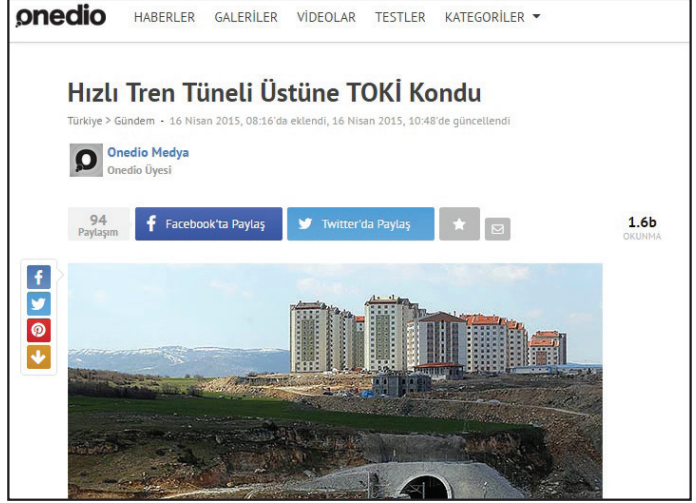 onedio HABERLER GALERİLER VİDEOLAR TESTLER KATEGORİLER
Hızlı Tren Tüneli Üstüne TOKİ Kondu
Türkiye > Gündem - 16 Nisan 2015, 08:16'da eklendi, 16 Nisan 2015, 10:48'de güncellendi
Onedio Medya
Onedio Üyesi
94
Paylaşım
Facebook'ta Paylaş
Twitter'da Paylaş
1.6b
OKUNMA